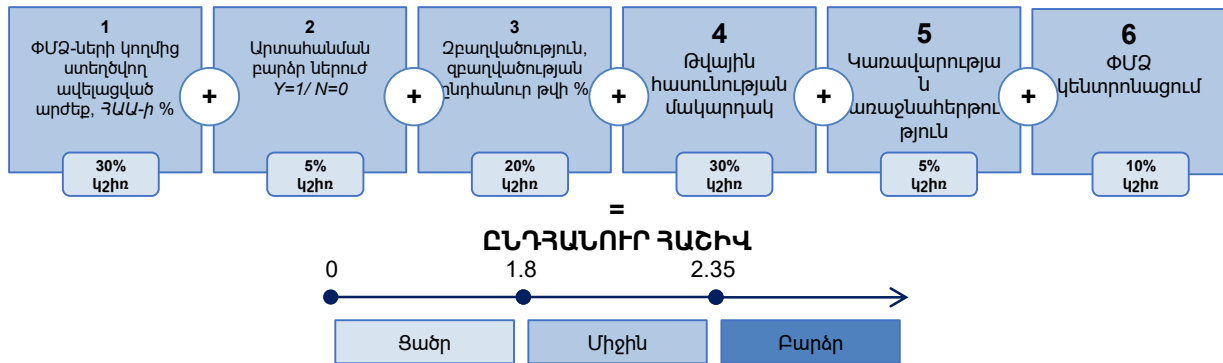 1
ՓՄՁ-ների կողմից
ստեղծվող
ավելացված
արժեք, ՀԱԱ-ի %
30%
կշիռ
+
2
Արտահանման
բարձր ներուժ
Y=1/ N=0
5%
կշիռ
+
3
Զբաղվածություն,
զբաղվածության
ընդհանուր թվի %
20%
կշիռ
+
4
Թվային
հասունության
մակարդակ
30%
կշիռ
+
5
Կառավարությա
ն
առաջնահերթու
թյուն
5%
կշիռ
+
6
ՓՄՁ
կենտրոնացում
10%
կշիռ
=
ԸՆԴՀԱՆՈՒՐ ՀԱՇԻՎ
0 1.8 2.35
Ցածր Միջին Բարձր